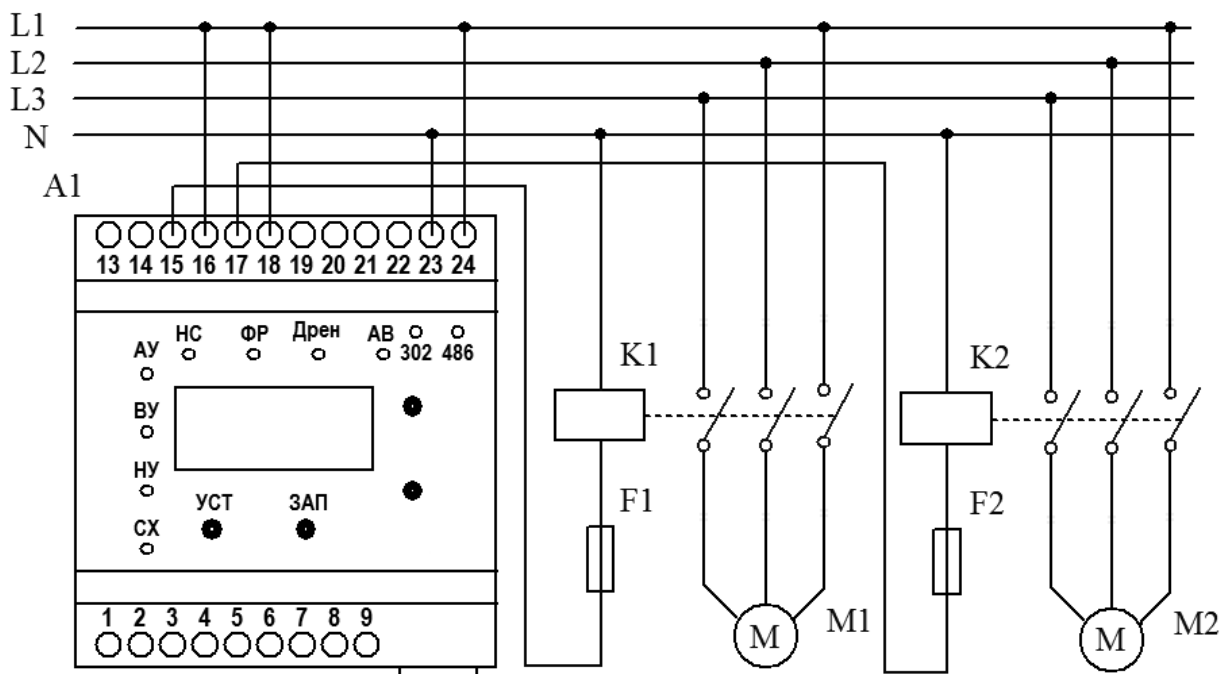 L1
L2
L3
N
A1
13 14 15 16 17 18 19 20 21 22 23 24
НС ФР Дрен АВ 302 486
АУ
ВУ
НУ
СХ
УСТ ЗАП
1 2 3 4 5 6 7 8 9
K1
F1
M M1
K2
F2
M M2